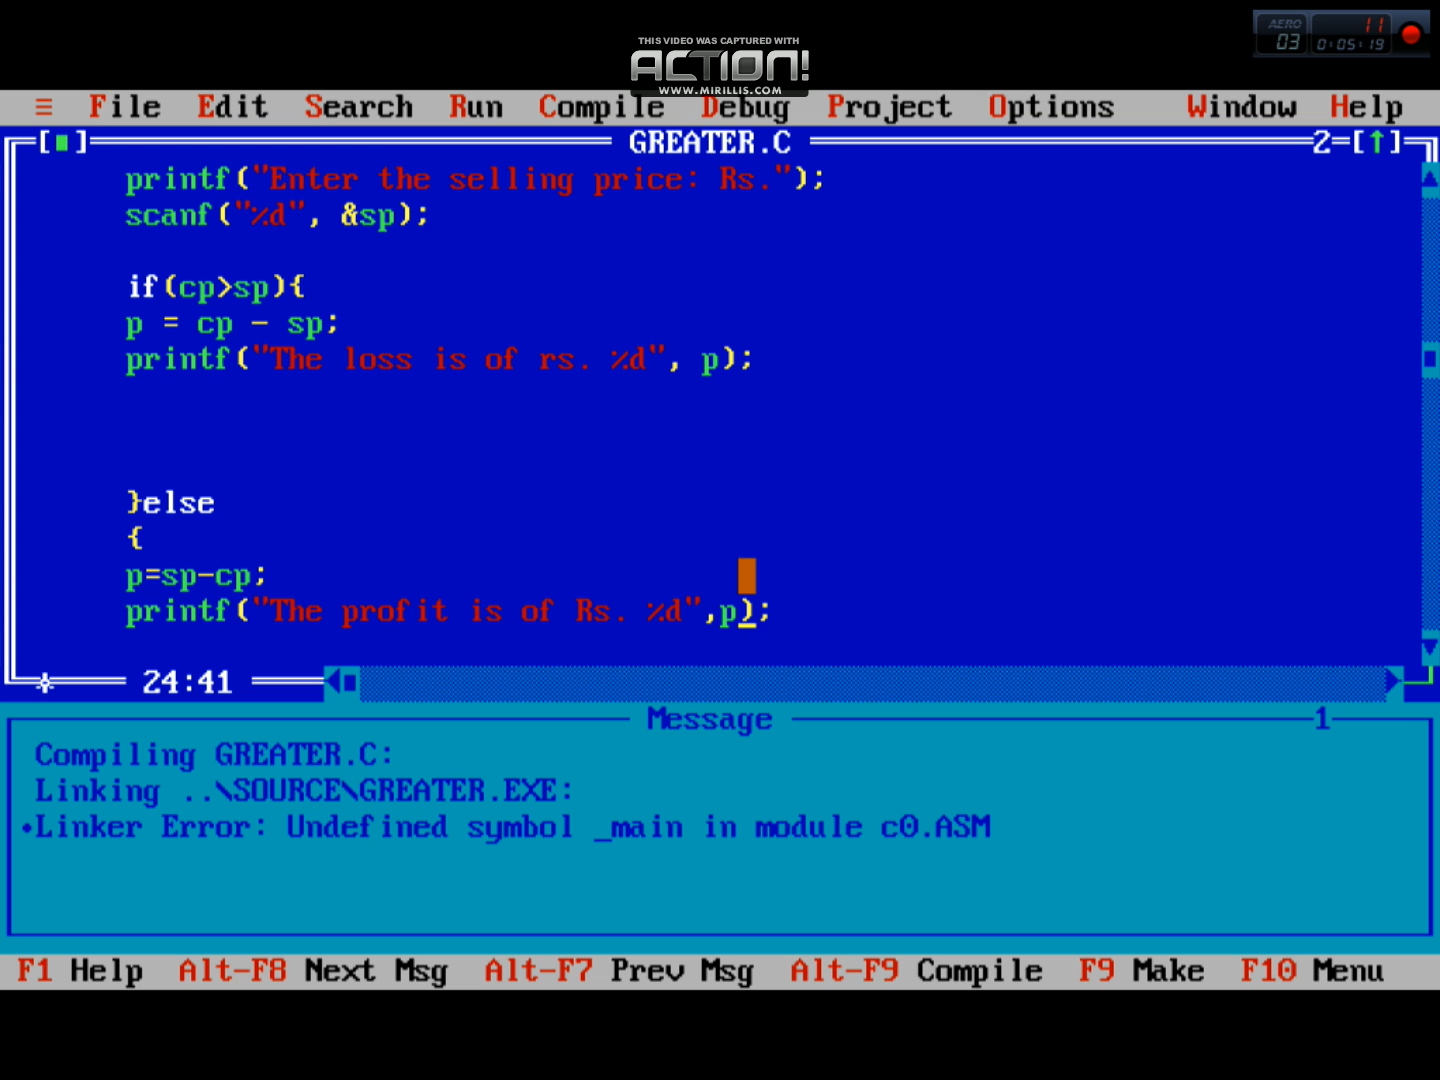 AERO 11
03 0:05:19
THIS VIDEO WAS CAPTURED WITH
ACTION!
WWW.MIRILLIS.COM
≡ File Edit Search Run Compile Debug Project Options Window Help
[■] GREATER.C 2=[↑]
printf("Enter the selling price: Rs.");
scanf("%d", &sp);
if(cp>sp){
p = cp - sp;
printf("The loss is of rs. %d", p);
}else
{
p=sp-cp;
printf("The profit is of Rs. %d",p);
24:41
Message 1
Compiling GREATER.C:
Linking ..\SOURCE\GREATER.EXE:
•Linker Error: Undefined symbol _main in module c0.ASM
F1 Help Alt-F8 Next Msg Alt-F7 Prev Msg Alt-F9 Compile F9 Make F10 Menu